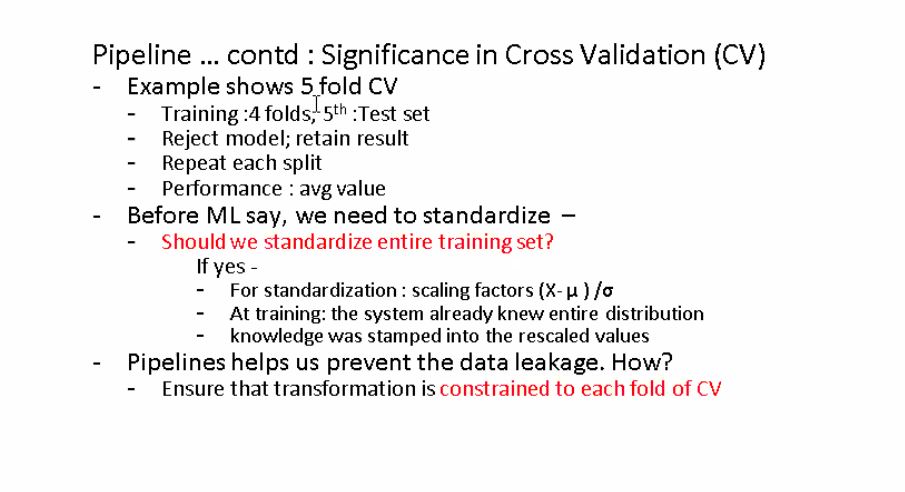 Pipeline ... contd : Significance in Cross Validation (CV)
- Example shows 5 fold CV
- Training :4 folds; 5th :Test set
- Reject model; retain result
- Repeat each split
- Performance : avg value
- Before ML say, we need to standardize –
- Should we standardize entire training set?
If yes -
- For standardization : scaling factors (X- μ ) /σ
- At training: the system already knew entire distribution
- knowledge was stamped into the rescaled values
- Pipelines helps us prevent the data leakage. How?
- Ensure that transformation is constrained to each fold of CV